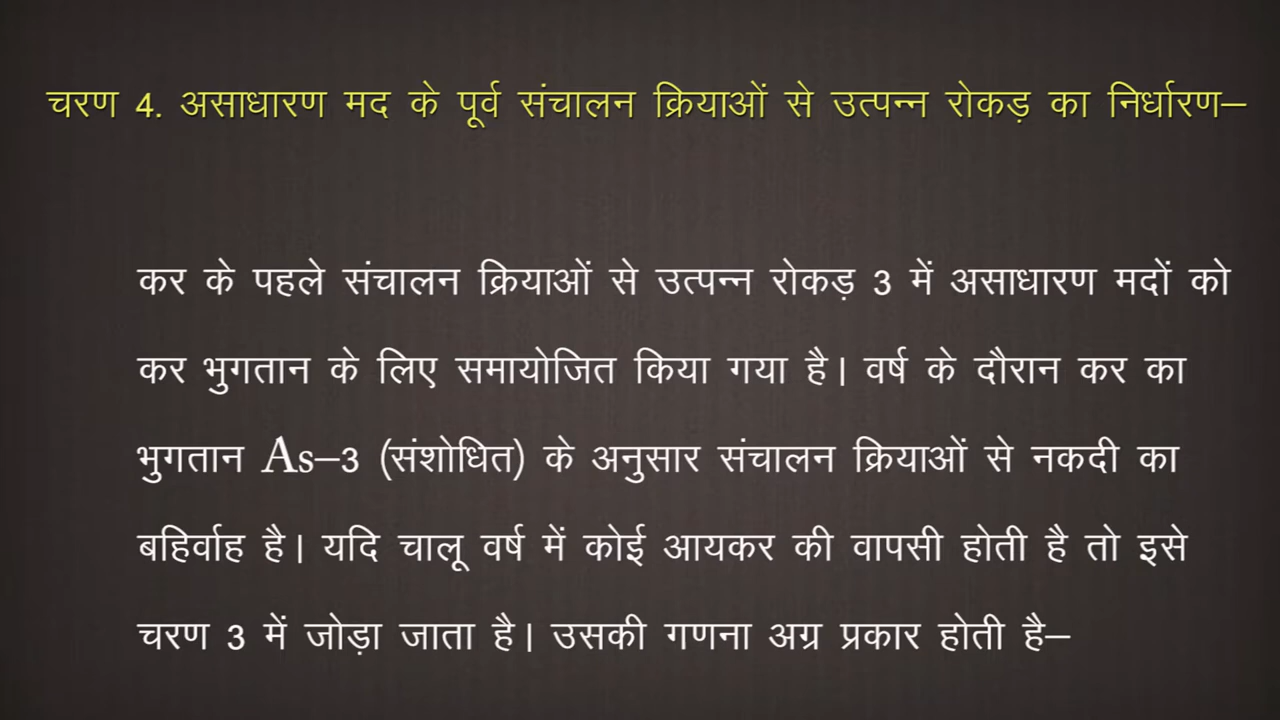 चरण 4. असाधारण मद के पूर्व संचालन क्रियाओं से उत्पन्न रोकड़ का निर्धारण–
कर के पहले संचालन क्रियाओं से उत्पन्न रोकड़ 3 में असाधारण मदों को
कर भुगतान के लिए समायोजित किया गया है। वर्ष के दौरान कर का
भुगतान As–3 (संशोधित) के अनुसार संचालन क्रियाओं से नकदी का
बहिर्वाह है। यदि चालू वर्ष में कोई आयकर की वापसी होती है तो इसे
चरण 3 में जोड़ा जाता है। उसकी गणना अग्र प्रकार होती है–